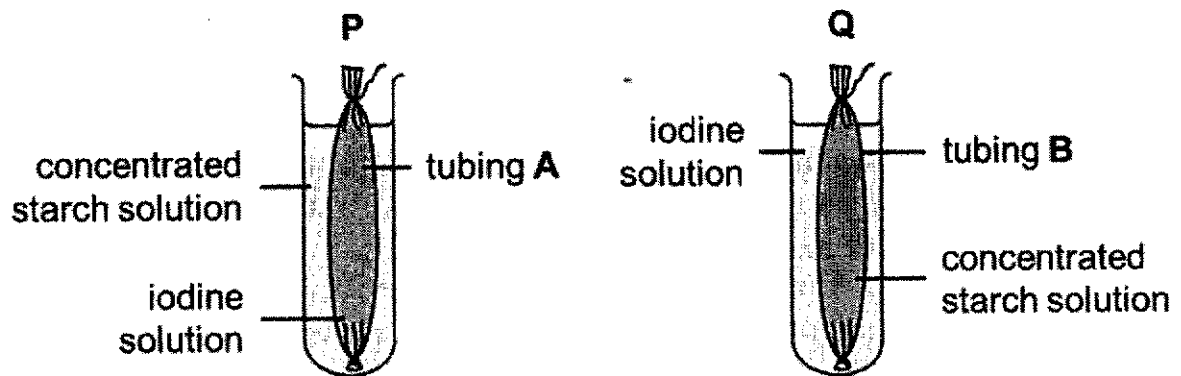 P
concentrated
starch solution
tubing A
iodine
solution
Q
iodine
solution
tubing B
concentrated
starch solution